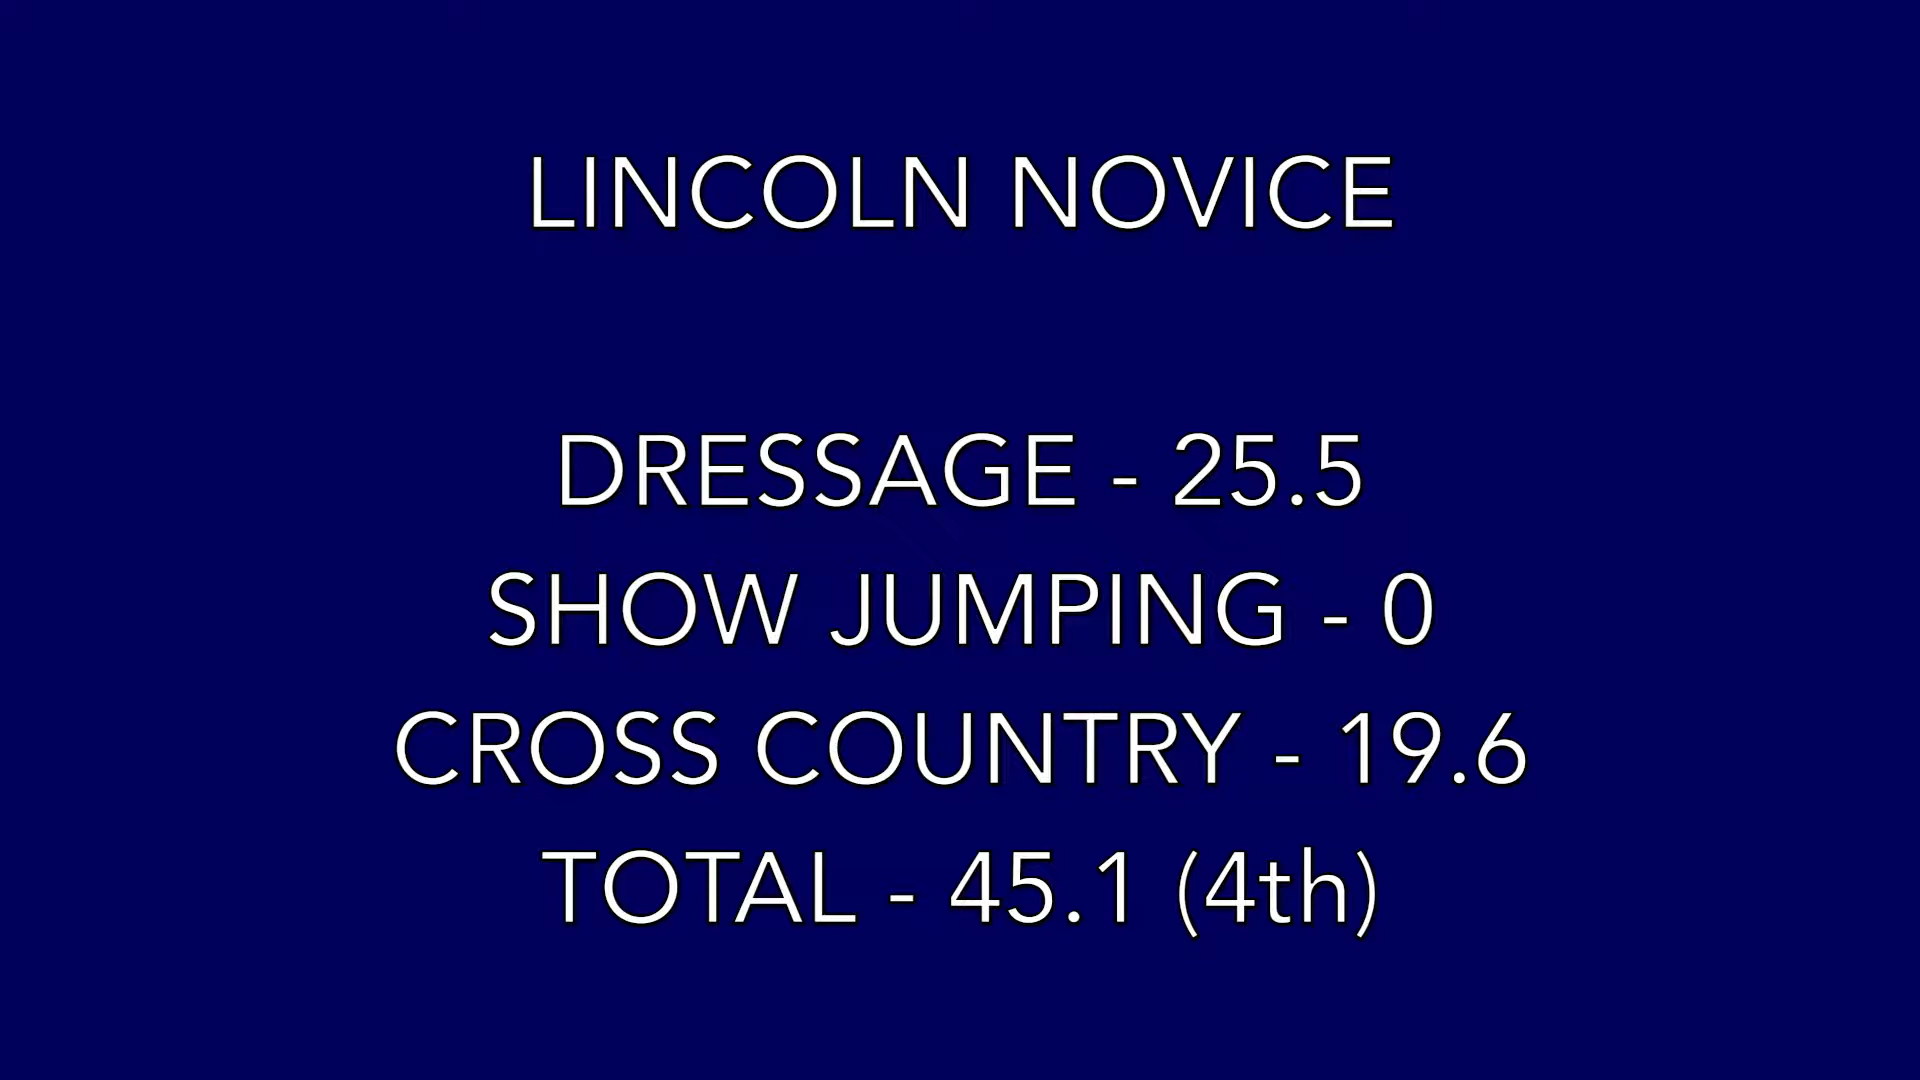 LINCOLN NOVICE
DRESSAGE - 25.5
SHOW JUMPING - 0
CROSS COUNTRY - 19.6
TOTAL - 45.1 (4th)